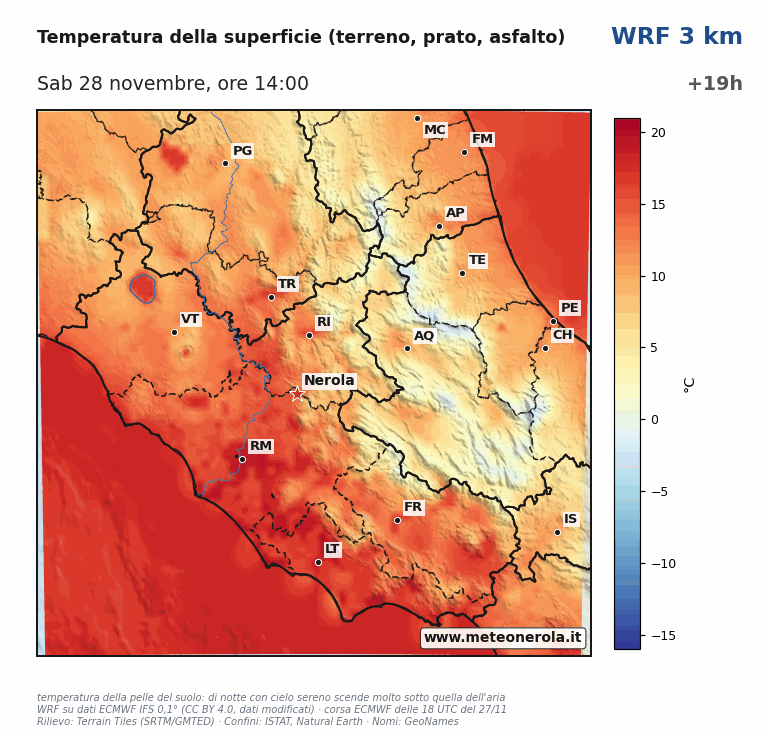 Temperatura della superficie (terreno, prato, asfalto)
WRF 3 km
Sab 28 novembre, ore 14:00
+19h
MC
FM
PG
AP
TE
TR
PE
VT
RI
AQ
CH
Nerola
RM
FR
IS
LT
www.meteonerola.it
20
15
10
5
0
−5
−10
−15
°C
temperatura della pelle del suolo: di notte con cielo sereno scende molto sotto quella dell'aria
WRF su dati ECMWF IFS 0,1° (CC BY 4.0, dati modificati) · corsa ECMWF delle 18 UTC del 27/11
Rilievo: Terrain Tiles (SRTM/GMTED) · Confini: ISTAT, Natural Earth · Nomi: GeoNames